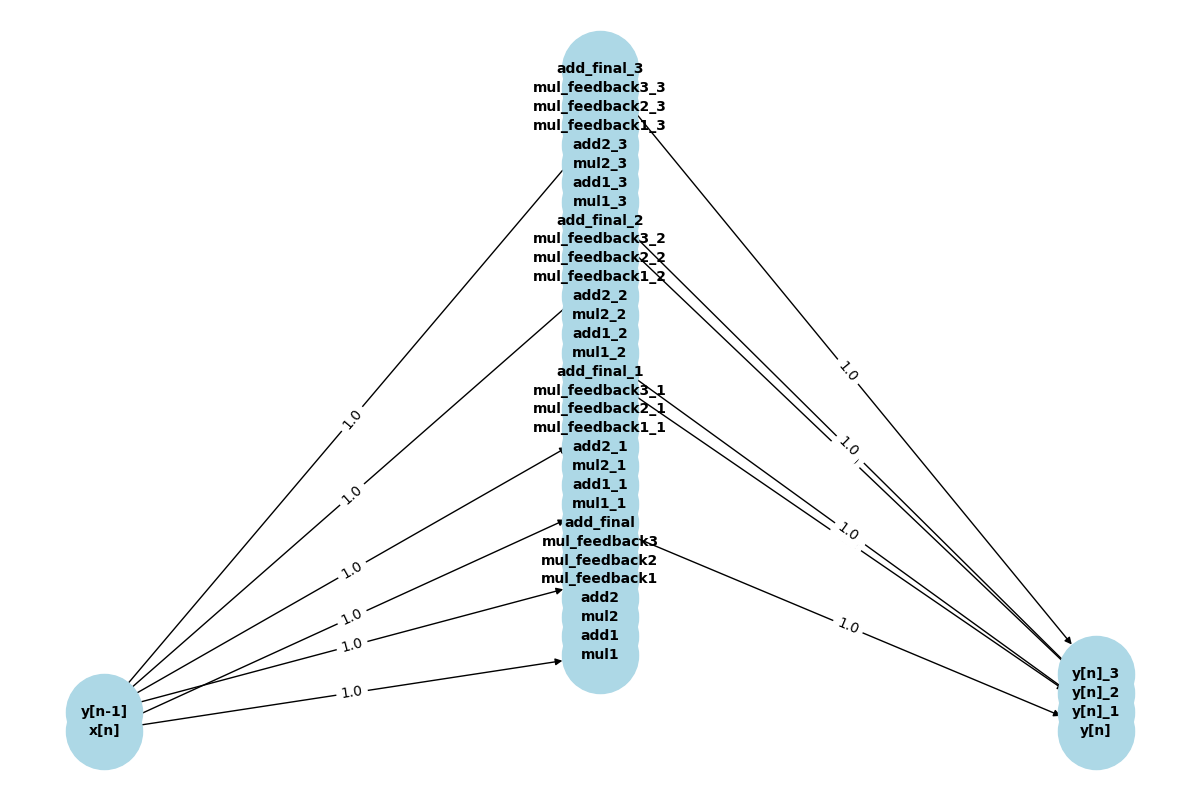 add_final_3
mul_feedback3_3
mul_feedback2_3
mul_feedback1_3
add2_3
mul2_3
add1_3
mul1_3
add_final_2
mul_feedback3_2
mul_feedback2_2
mul_feedback1_2
add2_2
mul2_2
add1_2
mul1_2
add_final_1
mul_feedback3_1
mul_feedback2_1
mul_feedback1_1
add2_1
mul2_1
add1_1
mul1_1
add_final
mul_feedback3
mul_feedback2
mul_feedback1
add2
mul2
add1
mul1
y[n-1]
x[n]
y[n]_3
y[n]_2
y[n]_1
y[n]
1.0
1.0
1.0
1.0
1.0
1.0
1.0
1.0
1.0
1.0